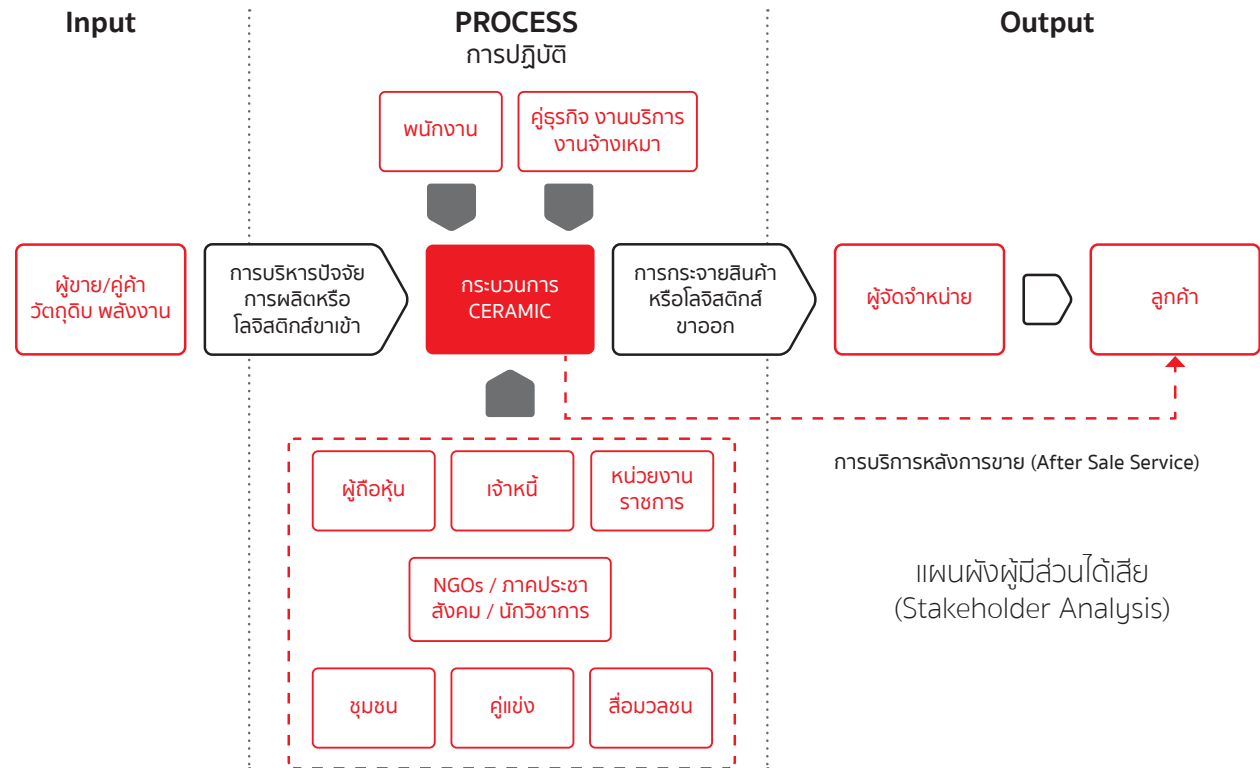 Input
PROCESS
การปฏิบัติ
Output
พนักงาน
คู่ธุรกิจ งานบริการ
งานจ้างเหมา
ผู้ขาย/คู่ค้า
วัตถุดิบ พลังงาน
การบริหารปัจจัย
การผลิตหรือ
โลจิสติกส์ขาเข้า
กระบวนการ
CERAMIC
การกระจายสินค้า
หรือโลจิสติกส์
ขาออก
ผู้จัดจำหน่าย
ลูกค้า
การบริการหลังการขาย (After Sale Service)
ผู้ถือหุ้น
เจ้าหนี้
หน่วยงาน
ราชการ
NGOs / ภาคประชา
สังคม / นักวิชาการ
ชุมชน
คู่แข่ง
สื่อมวลชน
แผนผังผู้มีส่วนได้เสีย
(Stakeholder Analysis)